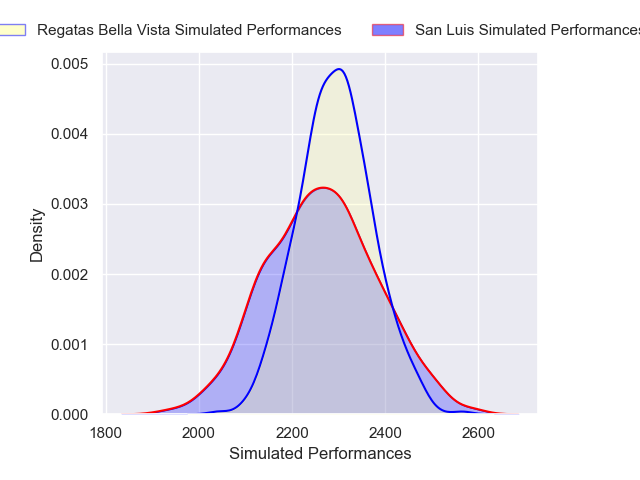 Regatas Bella Vista Simulated Performances
San Luis Simulated Performances
0.005
0.004
0.003
0.002
0.001
0.000
Density
1800 2000 2200 2400 2600
Simulated Performances